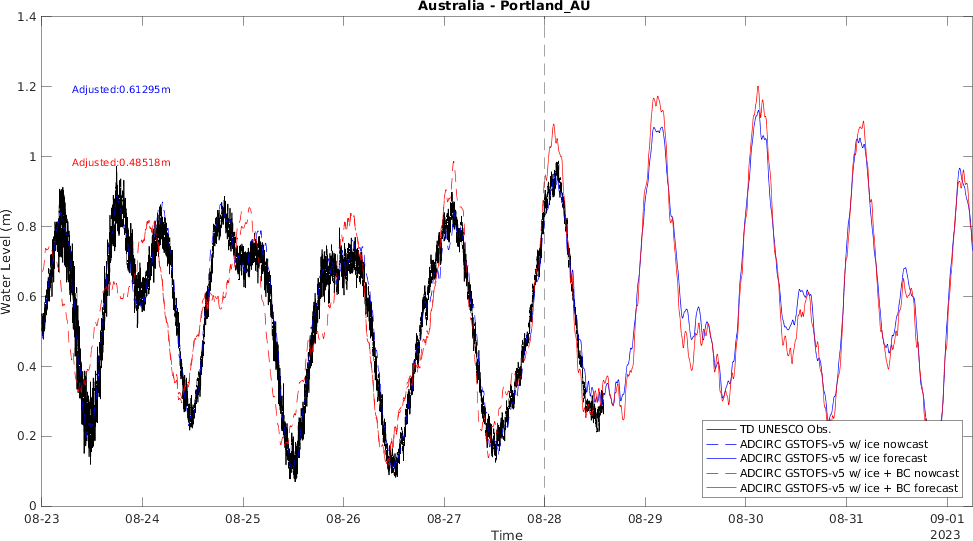 Australia - Portland_AU
1.4
1.2
1
0.8
0.6
0.4
0.2
0
Water Level (m)
Adjusted:0.61295m
Adjusted:0.48518m
TD UNESCO Obs.
ADCIRC GSTOFS-v5 w/ ice nowcast
ADCIRC GSTOFS-v5 w/ ice forecast
ADCIRC GSTOFS-v5 w/ ice + BC nowcast
ADCIRC GSTOFS-v5 w/ ice + BC forecast
08-23 08-24 08-25 08-26 08-27 08-28 08-29 08-30 08-31 09-01
2023
Time